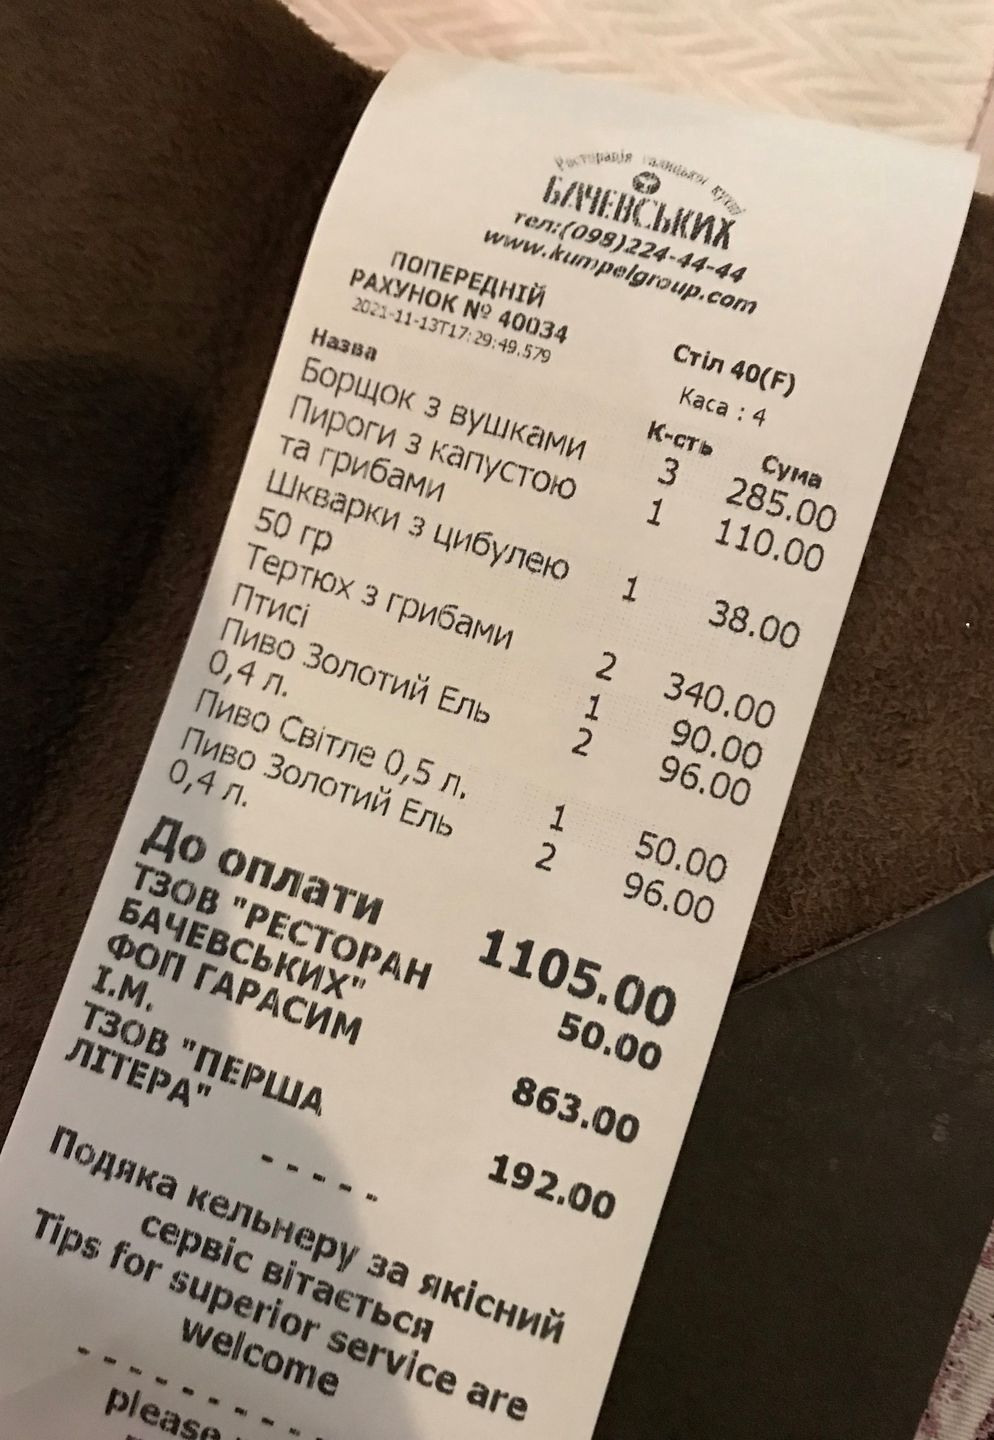 Ресторація галицької кухні
БАЧЕВСЬКИХ
тел:(098)224-44-44
www.kumpelgroup.com
ПОПЕРЕДНІЙ
РАХУНОК № 40034 Стіл 40(F)
2021-11-13T17:29:49.579 Каса : 4
Назва К-сть Сума
Борщок з вушками 3 285.00
Пироги з капустою 1 110.00
та грибами
Шкварки з цибулею 1 38.00
50 гр
Тертюх з грибами 2 340.00
Птисі 1 90.00
Пиво Золотий Ель 2 96.00
0,4 л.
Пиво Світле 0,5 л. 1 50.00
Пиво Золотий Ель 2 96.00
0,4 л.
До оплати 1105.00
ТЗОВ "РЕСТОРАН 50.00
БАЧЕВСЬКИХ"
ФОП ГАРАСИМ 863.00
І.М.
ТЗОВ "ПЕРША 192.00
ЛІТЕРА"
- - - - -
Подяка кельнеру за якісний
сервіс вітається
Tips for superior service are
welcome
- - - - - - - - -
please